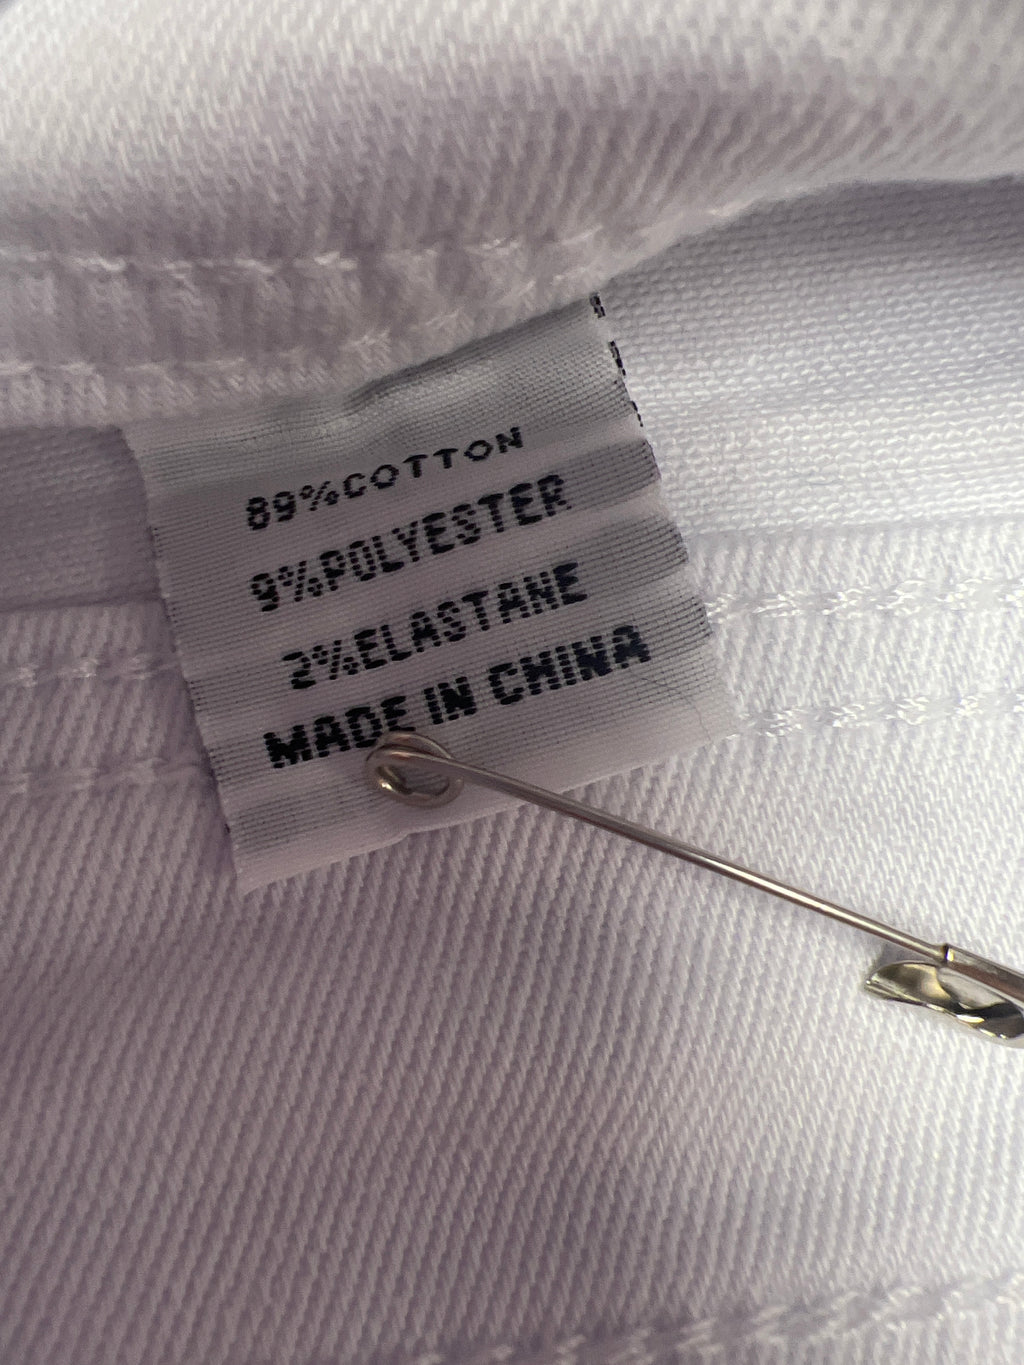 89%COTTON
9%POLYESTER
2%ELASTANE
MADE IN CHINA